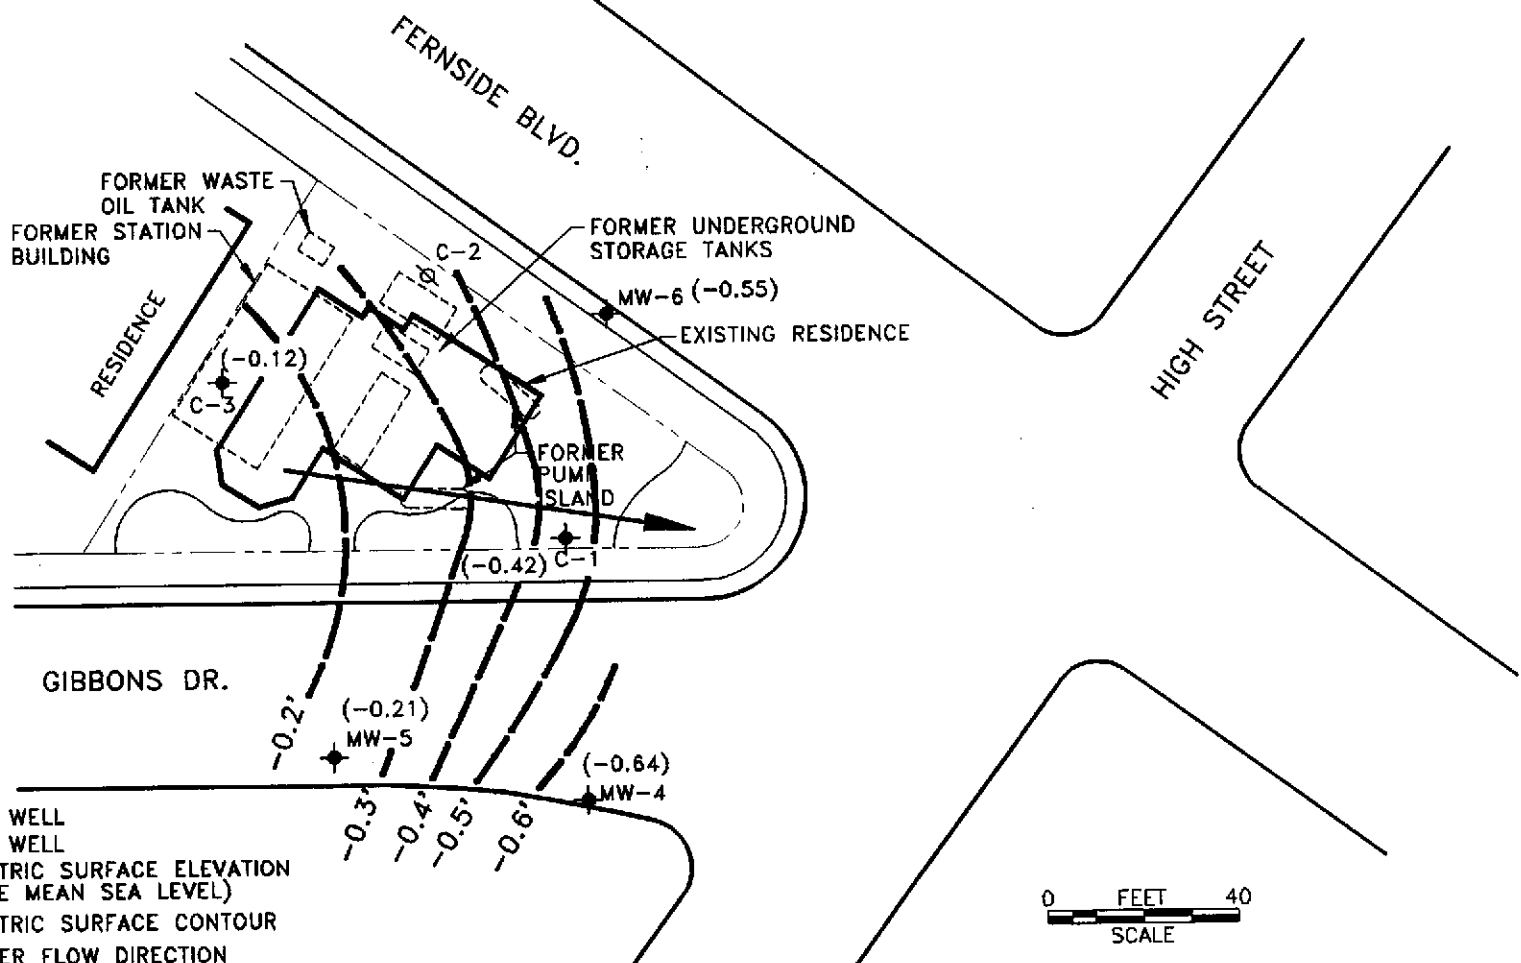 FERNSIDE BLVD.
FORMER WASTE
OIL TANK
FORMER STATION
BUILDING
RESIDENCE
C-2
FORMER UNDERGROUND
STORAGE TANKS
MW-6 (-0.55)
EXISTING RESIDENCE
HIGH STREET
(-0.12)
C-3
FORMER
PUMP
ISLAND
(-0.42) C-1
GIBBONS DR.
-0.2'
(-0.21)
MW-5
(-0.64)
MW-4
-0.3'
-0.4'
-0.5'
-0.6'
WELL
WELL
TRIC SURFACE ELEVATION
E MEAN SEA LEVEL)
TRIC SURFACE CONTOUR
ER FLOW DIRECTION
0 FEET 40
SCALE